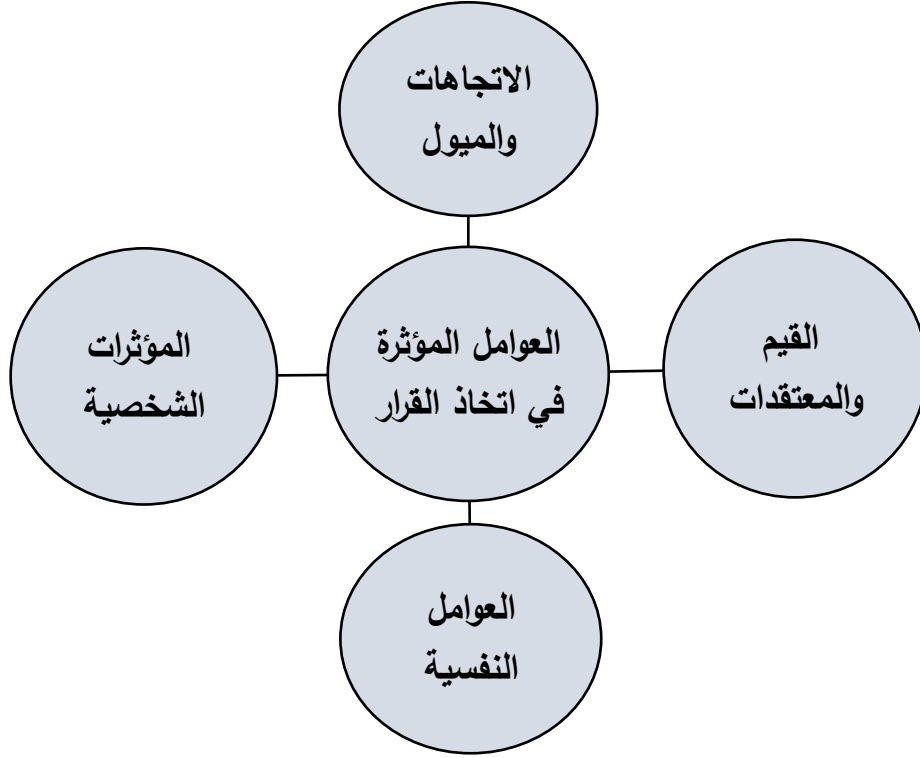 الاتجاهات
والميول
القيم
والمعتقدات
العوامل المؤثرة
في اتخاذ القرار
المؤثرات
الشخصية
العوامل
النفسية